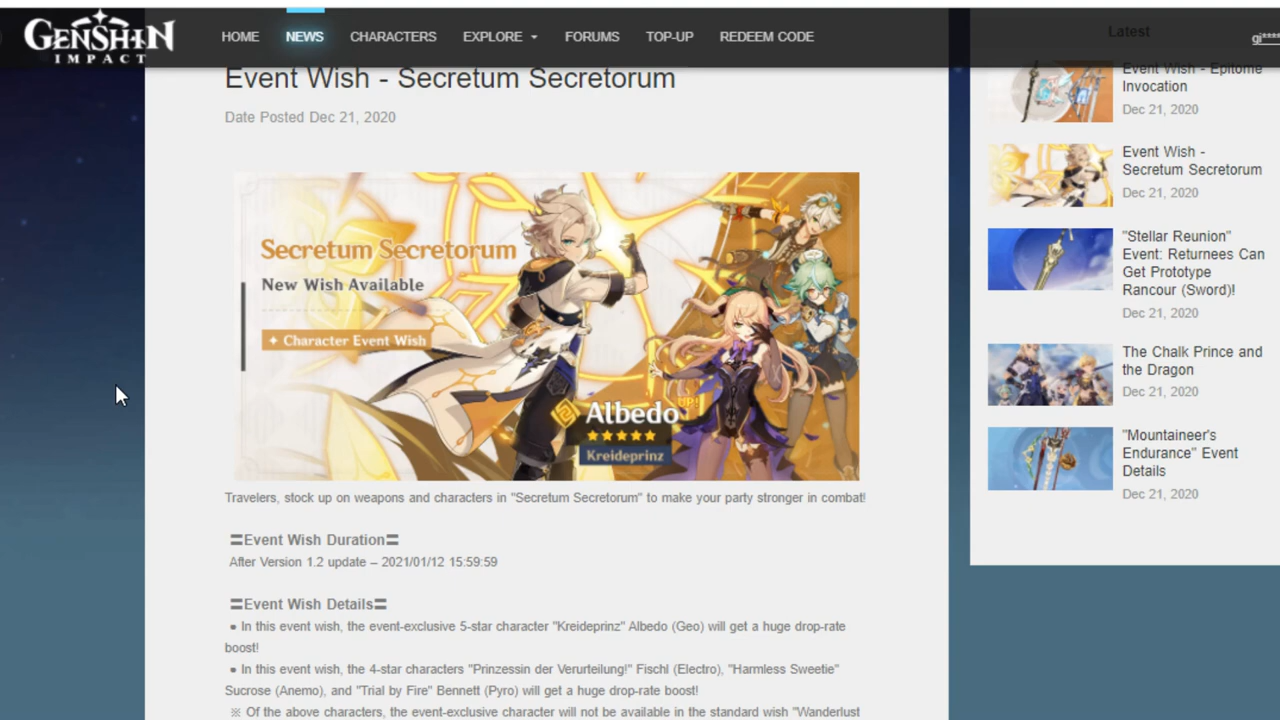 GENSHIN
IMPACT
HOME NEWS CHARACTERS EXPLORE FORUMS TOP-UP REDEEM CODE
gi****
Event Wish - Secretum Secretorum
Date Posted Dec 21, 2020
Secretum Secretorum
New Wish Available
✦ Character Event Wish
UP!
Albedo
★★★★★
Kreideprinz
Travelers, stock up on weapons and characters in "Secretum Secretorum" to make your party stronger in combat!
〓Event Wish Duration〓
After Version 1.2 update – 2021/01/12 15:59:59
〓Event Wish Details〓
● In this event wish, the event-exclusive 5-star character "Kreideprinz" Albedo (Geo) will get a huge drop-rate
boost!
● In this event wish, the 4-star characters "Prinzessin der Verurteilung!" Fischl (Electro), "Harmless Sweetie"
Sucrose (Anemo), and "Trial by Fire" Bennett (Pyro) will get a huge drop-rate boost!
※ Of the above characters, the event-exclusive character will not be available in the standard wish "Wanderlust
Latest
Event Wish - Epitome
Invocation
Dec 21, 2020
Event Wish -
Secretum Secretorum
Dec 21, 2020
"Stellar Reunion"
Event: Returnees Can
Get Prototype
Rancour (Sword)!
Dec 21, 2020
The Chalk Prince and
the Dragon
Dec 21, 2020
"Mountaineer's
Endurance" Event
Details
Dec 21, 2020